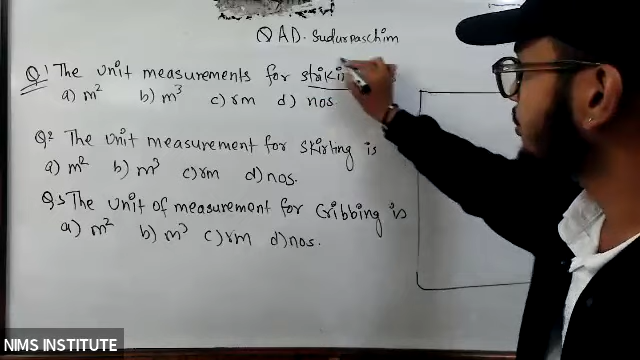 Q AD. Sudurpaschim
Q1 The unit measurements for
a) m² b) m³ c) rm d) nos
Q2 The unit measurement for skirting is
a) m² b) m³ c) rm d) nos.
Q3 The unit of measurement for Cribbing is
a) m² b) m³ c) rm d) nos.
NIMS INSTITUTE